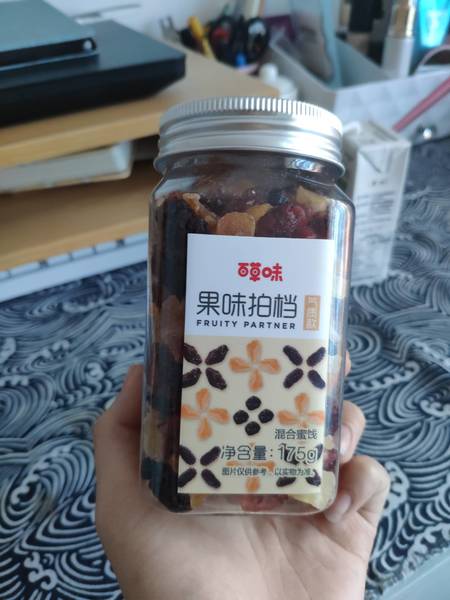 百草味
果味拍档
FRUITY PARTNER
混合蜜饯
净含量：175g
图片仅供参考，以实物为准。